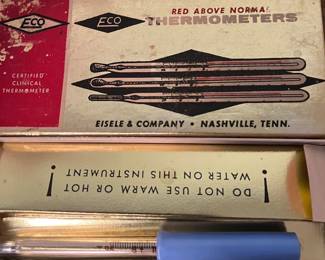 ECO
ECO
RED ABOVE NORMAL
THERMOMETERS
CERTIFIED
CLINICAL
THERMOMETER
EISELE & COMPANY • NASHVILLE, TENN.
! DO NOT USE WARM OR HOT !
WATER ON THIS INSTRUMENT